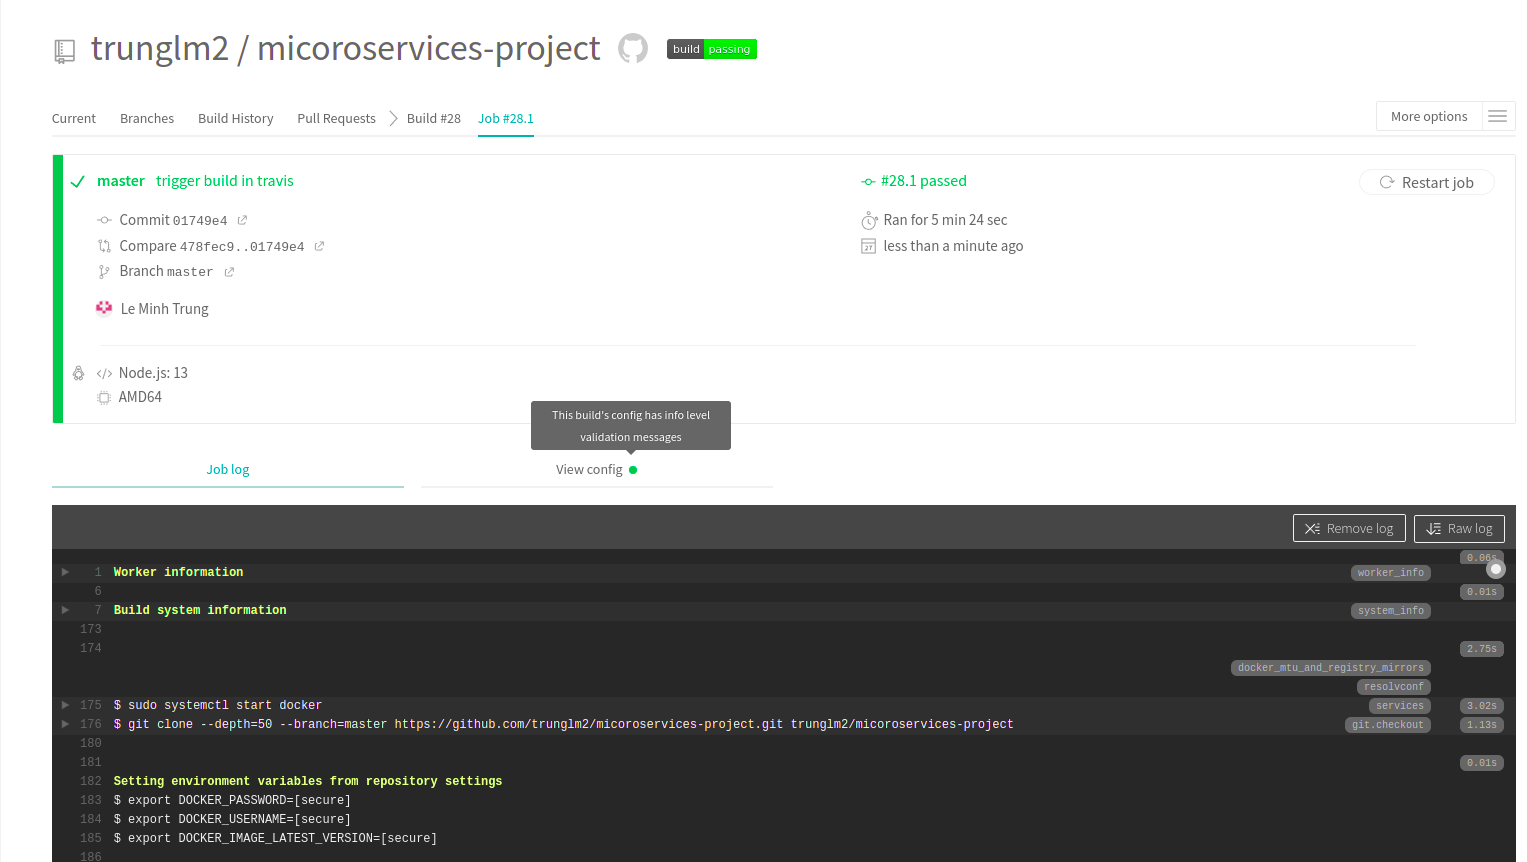 trunglm2 / micoroservices-project build passing
Current Branches Build History Pull Requests Build #28 Job #28.1 More options
master trigger build in travis #28.1 passed Restart job
Commit 01749e4 Ran for 5 min 24 sec
Compare 478fec9..01749e4 27 less than a minute ago
Branch master
Le Minh Trung
Node.js: 13
AMD64
This build's config has info level
validation messages
Job log View config
Remove log Raw log
0.06s
1 Worker information worker_info
6 0.01s
7 Build system information system_info
173
174 2.75s
docker_mtu_and_registry_mirrors
resolvconf
175 $ sudo systemctl start docker services 3.02s
176 $ git clone --depth=50 --branch=master https://github.com/trunglm2/micoroservices-project.git trunglm2/micoroservices-project git.checkout 1.13s
180
181 0.01s
182 Setting environment variables from repository settings
183 $ export DOCKER_PASSWORD=[secure]
184 $ export DOCKER_USERNAME=[secure]
185 $ export DOCKER_IMAGE_LATEST_VERSION=[secure]
186